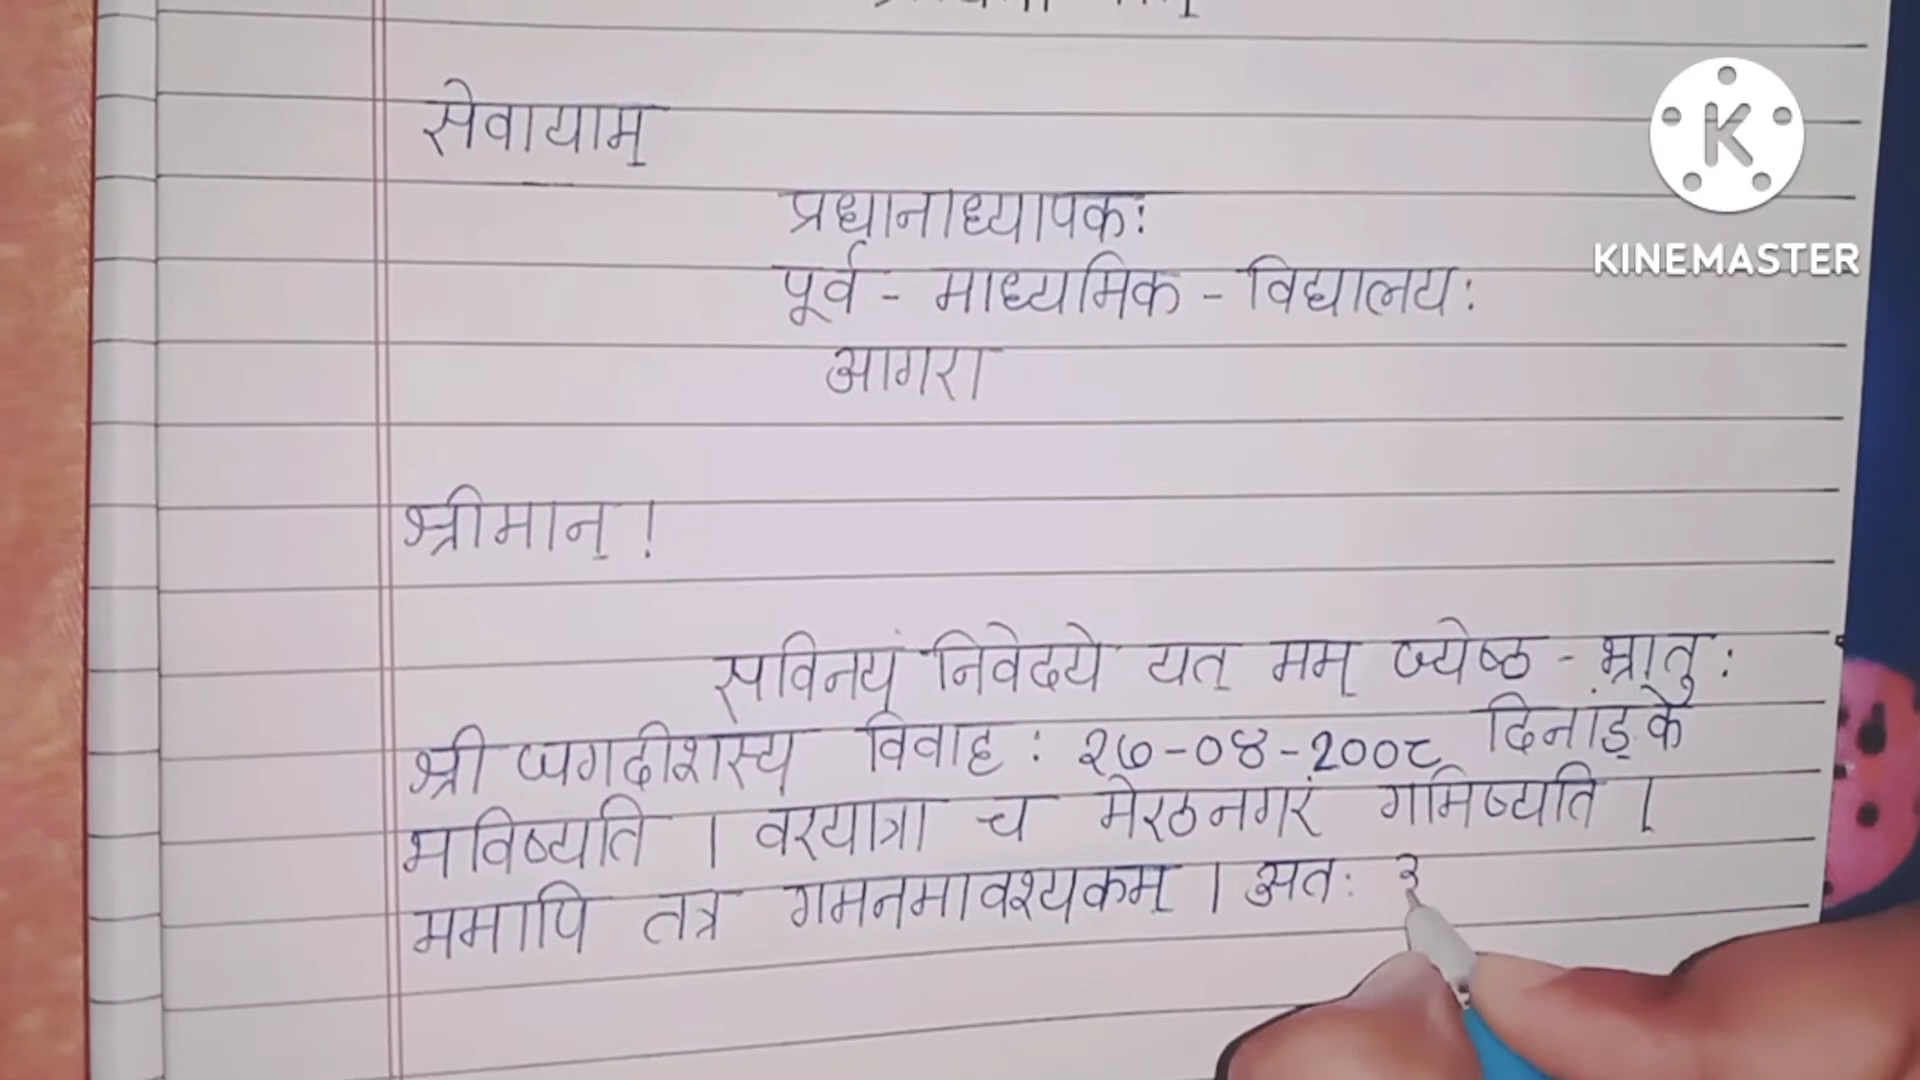 सेवायाम्
प्रधानाध्यापकः
पूर्व - माध्यमिक - विद्यालयः
आगरा
श्रीमान् !
सविनयं निवेदये यत् मम् ज्येष्ठ - भ्रातुः
श्री जगदीशस्य विवाहः २७-०४-२००८ दिनांड्के
भविष्यति । वरयात्रा च मेरठनगरं गमिष्यति ।
ममापि तत्र गमनमावश्यकम् । अतः
KINEMASTER